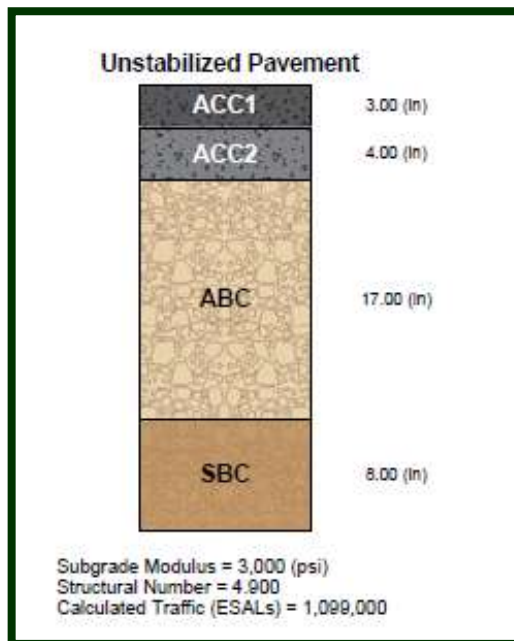 Unstabilized Pavement
ACC1 3.00 (in)
ACC2 4.00 (in)
ABC 17.00 (in)
SBC 8.00 (in)
Subgrade Modulus = 3,000 (psi)
Structural Number = 4.900
Calculated Traffic (ESALs) = 1,099,000